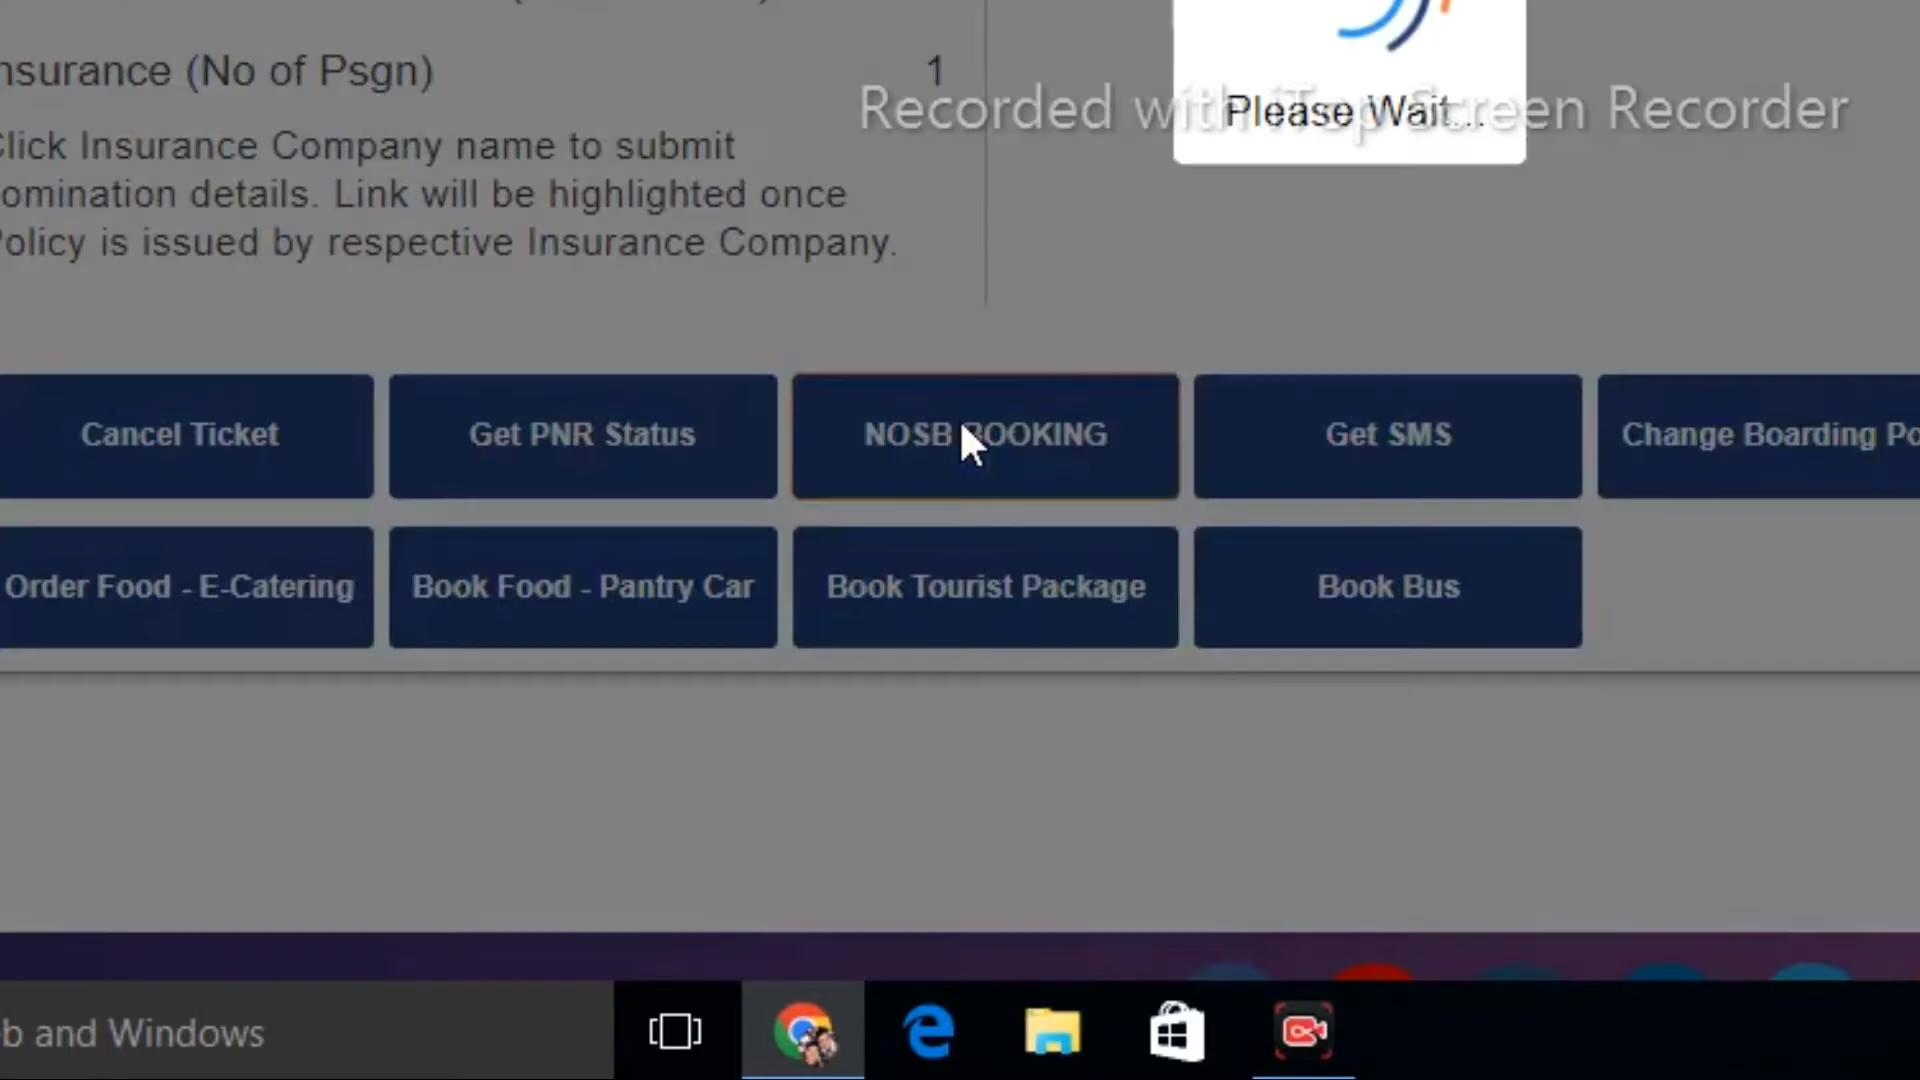 nsurance (No of Psgn) 1
Recorded with iTop Screen Recorder
Please Wait...
Click Insurance Company name to submit
omination details. Link will be highlighted once
Policy is issued by respective Insurance Company.
Cancel Ticket
Get PNR Status
NOSB BOOKING
Get SMS
Change Boarding Po
Order Food - E-Catering
Book Food - Pantry Car
Book Tourist Package
Book Bus
b and Windows